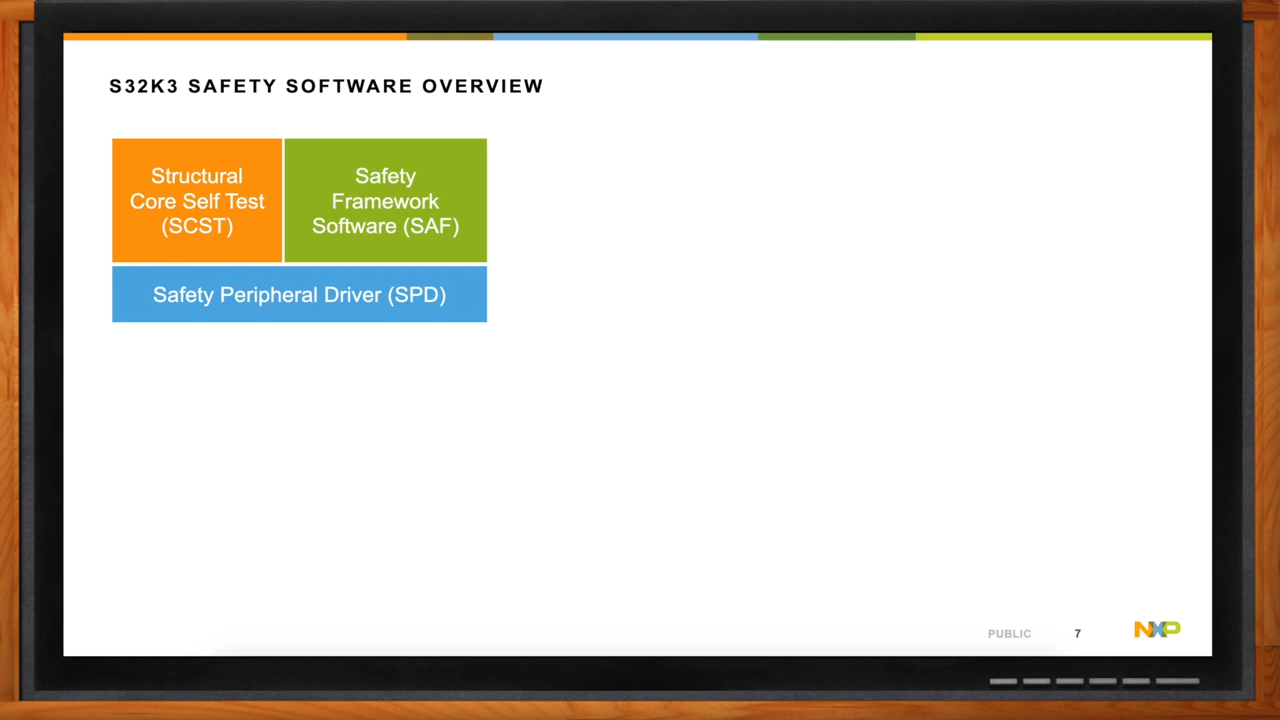 S32K3 SAFETY SOFTWARE OVERVIEW
Structural
Core Self Test
(SCST)
Safety
Framework
Software (SAF)
Safety Peripheral Driver (SPD)
PUBLIC 7 NXP